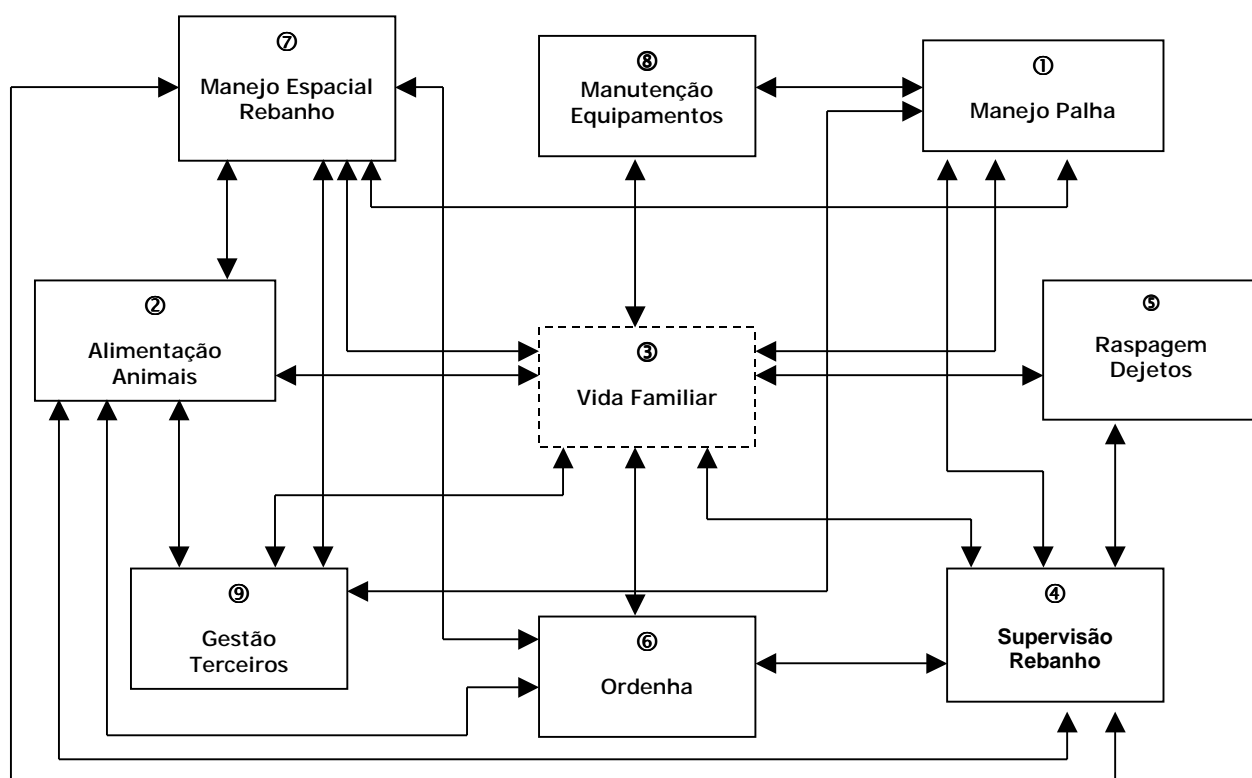 ⑦
Manejo Espacial
Rebanho
⑧
Manutenção
Equipamentos
①
Manejo Palha
②
Alimentação
Animais
③
Vida Familiar
⑤
Raspagem
Dejetos
⑨
Gestão
Terceiros
⑥
Ordenha
④
Supervisão
Rebanho